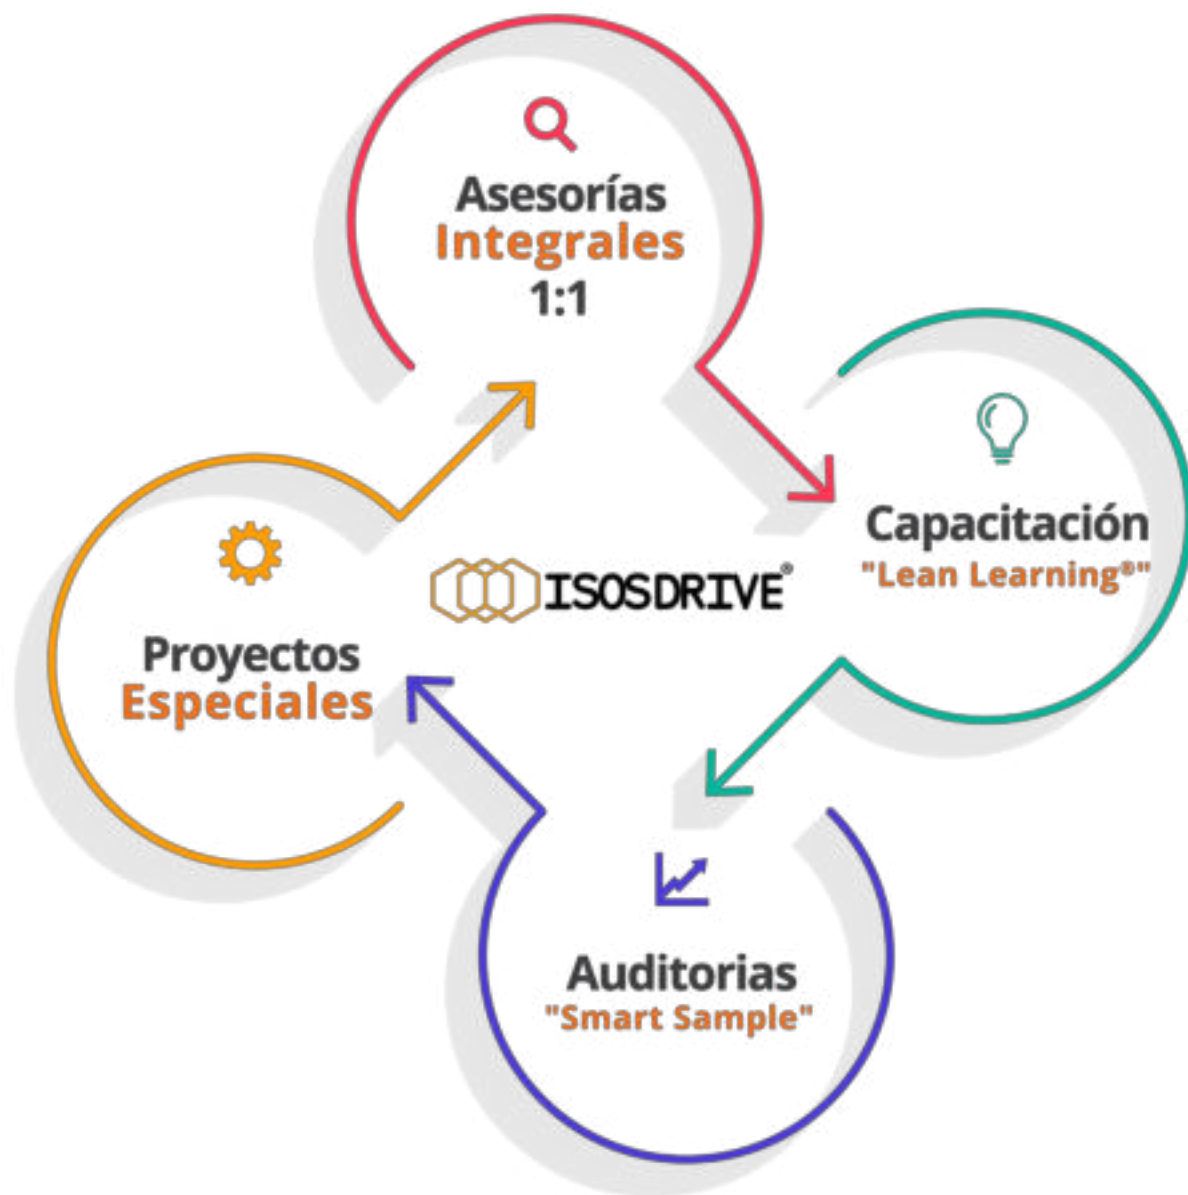 Asesorías
Integrales
1:1
Capacitación
"Lean Learning®"
ISOSDRIVE®
Proyectos
Especiales
Auditorias
"Smart Sample"